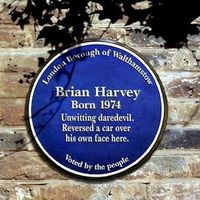 London Borough of Walthamstow
Brian Harvey
Born 1974
Unwitting daredevil.
Reversed a car over
his own face here.
Voted by the people